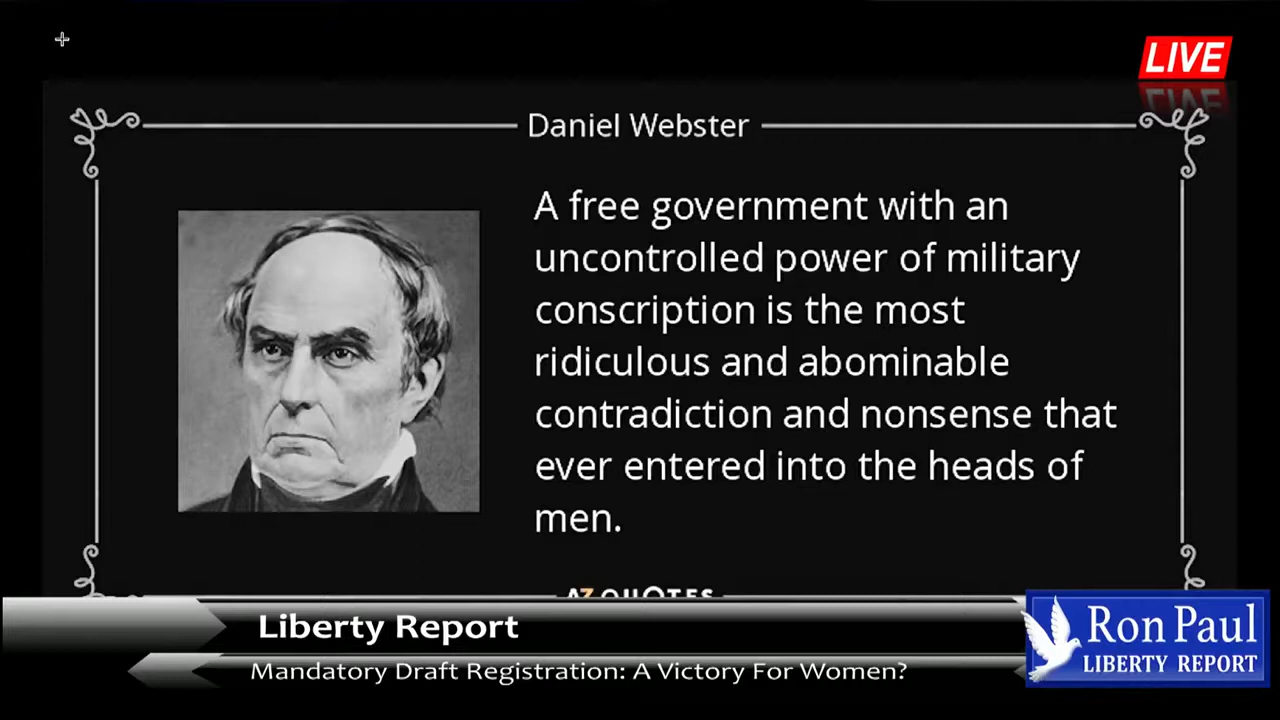 LIVE
Daniel Webster
A free government with an
uncontrolled power of military
conscription is the most
ridiculous and abominable
contradiction and nonsense that
ever entered into the heads of
men.
AZ QUOTES
Liberty Report
Mandatory Draft Registration: A Victory For Women?
Ron Paul
LIBERTY REPORT